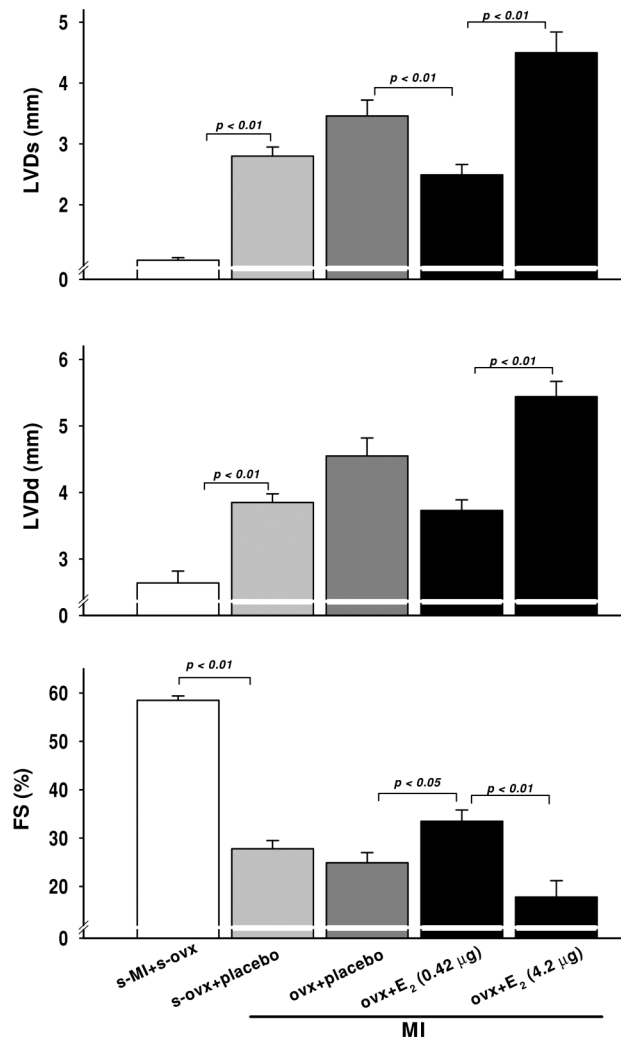 5
p < 0.01
4
p < 0.01
LVDs (mm)
p < 0.01
3
2
0
6
p < 0.01
5
LVDd (mm)
p < 0.01
4
3
0
p < 0.01
60
50
FS (%)
40
p < 0.05
p < 0.01
30
20
0
s-MI+s-ovx
s-ovx+placebo
ovx+placebo
ovx+E₂ (0.42 μg)
ovx+E₂ (4.2 μg)
MI